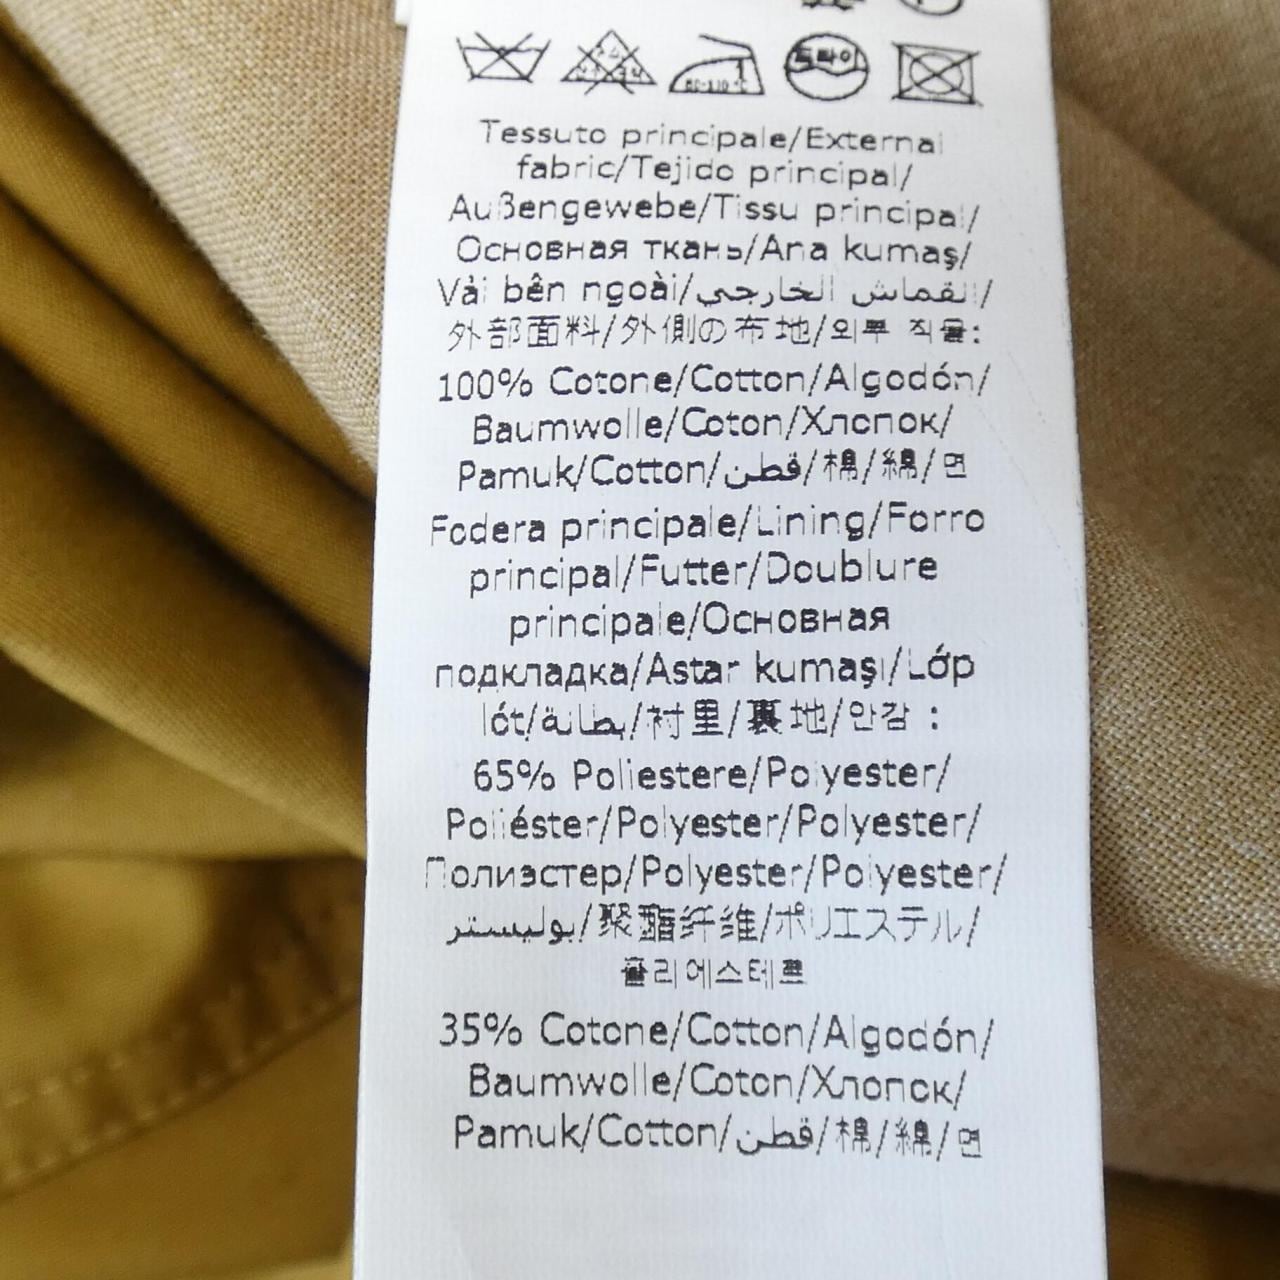 80-110°C 드라이
Tessuto principale/External
fabric/Tejido principal/
Außengewebe/Tissu principal/
Основная ткань/Ana kumaş/
Vải bên ngoài/القماش الخارجي/
外部面料/外側の布地/외부 직물:
100% Cotone/Cotton/Algodón/
Baumwolle/Coton/Хлопок/
Pamuk/Cotton/قطن/棉/綿/면
Fodera principale/Lining/Forro
principal/Futter/Doublure
principale/Основная
подкладка/Astar kumaşı/Lớp
lót/بطانة/衬里/裏地/안감 :
65% Poliestere/Polyester/
Poliéster/Polyester/Polyester/
Полиэстер/Polyester/Polyester/
بوليستر/聚酯纤维/ポリエステル/
폴리에스테르
35% Cotone/Cotton/Algodón/
Baumwolle/Coton/Хлопок/
Pamuk/Cotton/قطن/棉/綿/면